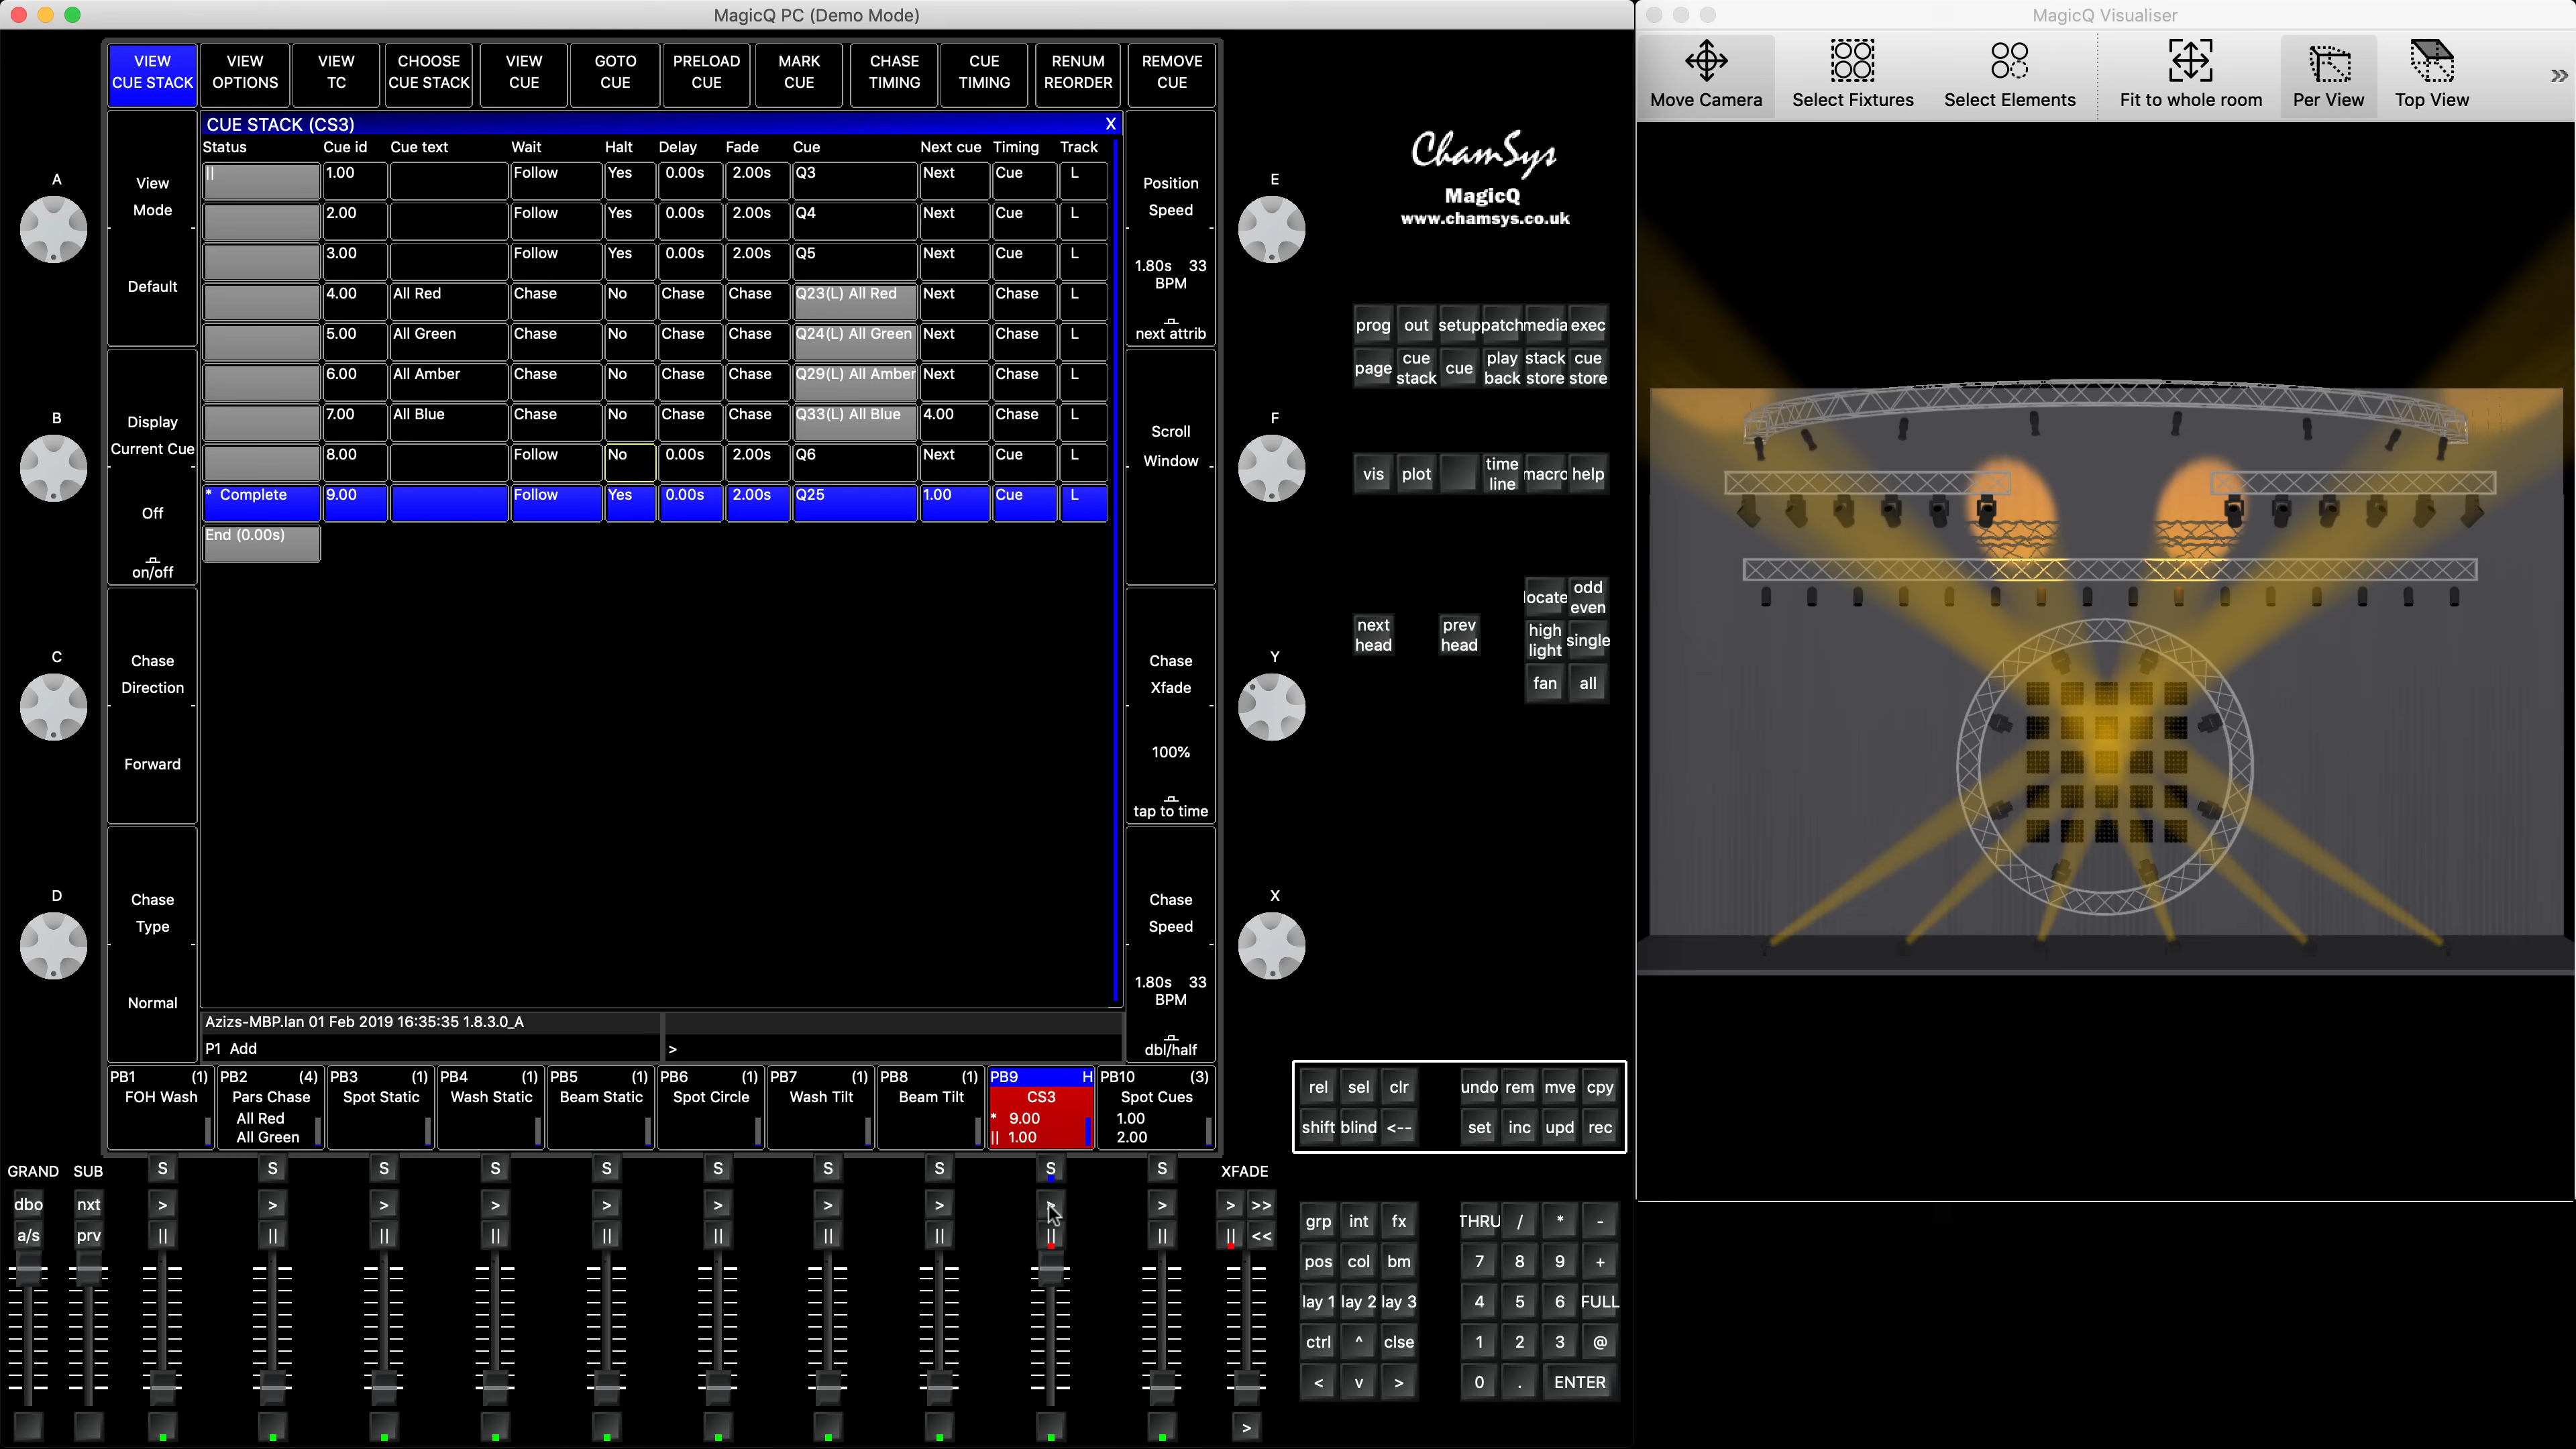 MagicQ PC (Demo Mode)
VIEW CUE STACK
VIEW OPTIONS
VIEW TC
CHOOSE CUE STACK
VIEW CUE
GOTO CUE
PRELOAD CUE
MARK CUE
CHASE TIMING
CUE TIMING
RENUM REORDER
REMOVE CUE
CUE STACK (CS3) X
Status Cue id Cue text Wait Halt Delay Fade Cue Next cue Timing Track
|| 1.00 Follow Yes 0.00s 2.00s Q3 Next Cue L
2.00 Follow Yes 0.00s 2.00s Q4 Next Cue L
3.00 Follow Yes 0.00s 2.00s Q5 Next Cue L
4.00 All Red Chase No Chase Chase Q23(L) All Red Next Chase L
5.00 All Green Chase No Chase Chase Q24(L) All Green Next Chase L
6.00 All Amber Chase No Chase Chase Q29(L) All Amber Next Chase L
7.00 All Blue Chase No Chase Chase Q33(L) All Blue 4.00 Chase L
8.00 Follow No 0.00s 2.00s Q6 Next Cue L
* Complete 9.00 Follow Yes 0.00s 2.00s Q25 1.00 Cue L
End (0.00s)
A
View
Mode
Default
B
Display
Current Cue
Off
on/off
C
Chase
Direction
Forward
D
Chase
Type
Normal
Position
Speed
1.80s 33
BPM
next attrib
Scroll
Window
Chase
Xfade
100%
tap to time
Chase
Speed
1.80s 33
BPM
dbl/half
E
F
Y
X
ChamSys
MagicQ
www.chamsys.co.uk
prog out setup patch media exec
page cue stack cue play back stack store cue store
vis plot time line macro help
locate odd even
next head prev head high light single
fan all
Azizs-MBP.lan 01 Feb 2019 16:35:35 1.8.3.0_A
P1 Add >
PB1 (1) PB2 (4) PB3 (1) PB4 (1) PB5 (1) PB6 (1) PB7 (1) PB8 (1) PB9 H PB10 (3)
FOH Wash Pars Chase Spot Static Wash Static Beam Static Spot Circle Wash Tilt Beam Tilt CS3 Spot Cues
All Red * 9.00 1.00
All Green || 1.00 2.00
rel sel clr undo rem mve cpy
shift blind <-- set inc upd rec
GRAND SUB S S S S S S S S S S XFADE
dbo nxt > > > > > > > > > > > >>
a/s prv || || || || || || || || || || || <<
grp int fx THRU / * -
pos col bm 7 8 9 +
lay 1 lay 2 lay 3 4 5 6 FULL
ctrl ^ clse 1 2 3 @
< v > 0 . ENTER
>
MagicQ Visualiser
Move Camera
Select Fixtures
Select Elements
Fit to whole room
Per View
Top View
»